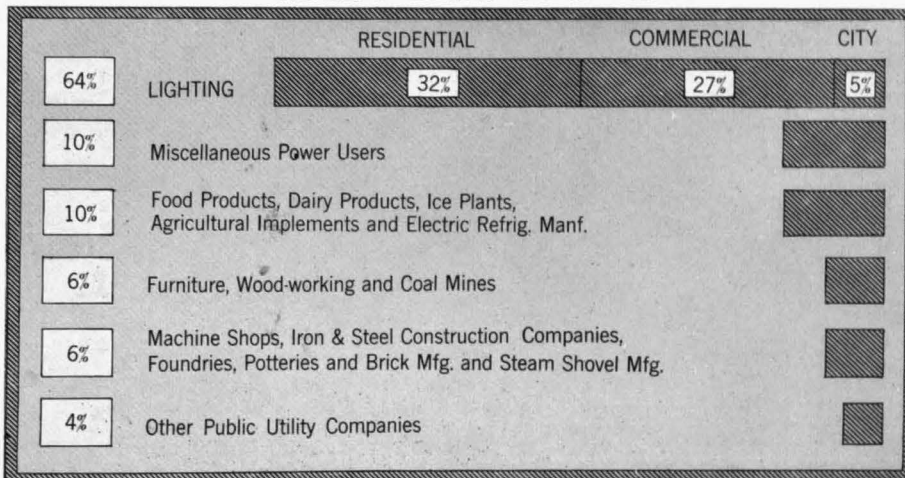 RESIDENTIAL COMMERCIAL CITY
64% LIGHTING 32% 27% 5%
10% Miscellaneous Power Users
10% Food Products, Dairy Products, Ice Plants,
Agricultural Implements and Electric Refrig. Manf.
6% Furniture, Wood-working and Coal Mines
6% Machine Shops, Iron & Steel Construction Companies,
Foundries, Potteries and Brick Mfg. and Steam Shovel Mfg.
4% Other Public Utility Companies